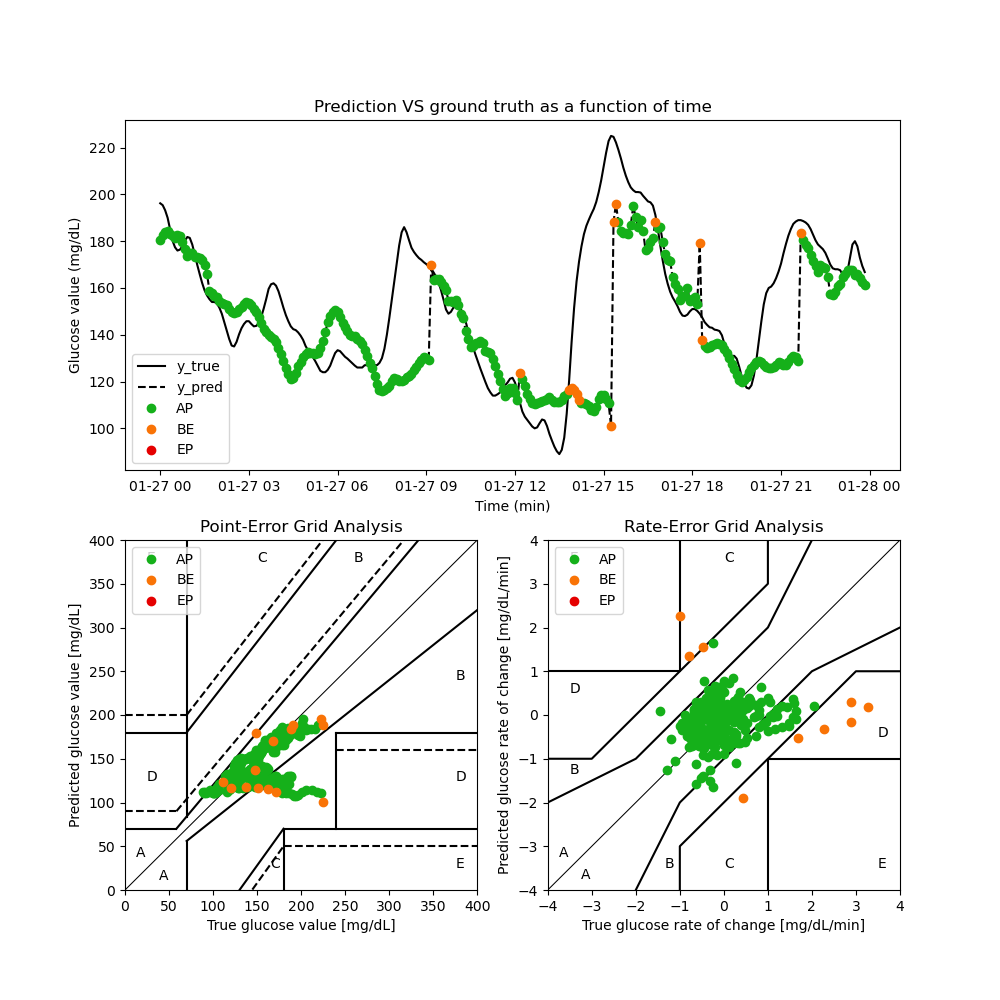 Prediction VS ground truth as a function of time
Glucose value (mg/dL)
220
200
180
160
140
120
100
y_true
y_pred
AP
BE
EP
01-27 00 01-27 03 01-27 06 01-27 09 01-27 12 01-27 15 01-27 18 01-27 21 01-28 00
Time (min)
Point-Error Grid Analysis
Predicted glucose value [mg/dL]
400
350
300
250
200
150
100
50
0
AP
BE
EP
C
B
B
D
D
A
A
C
E
0 50 100 150 200 250 300 350 400
True glucose value [mg/dL]
Rate-Error Grid Analysis
Predicted glucose rate of change [mg/dL/min]
4
3
2
1
0
−1
−2
−3
−4
AP
BE
EP
C
D
D
B
A
A
B
C
E
−4 −3 −2 −1 0 1 2 3 4
True glucose rate of change [mg/dL/min]